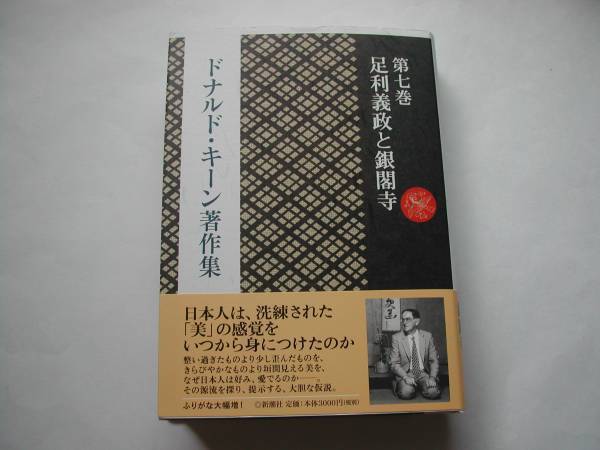 第七巻
足利義政と銀閣寺
ドナルド・キーン著作集
日本人は、洗練された
「美」の感覚を
いつから身につけたのか
整い過ぎたものより少し歪んだものを、
きらびやかなものより垣間見える美を、
なぜ日本人は好み、愛でるのか――。
その源流を探り、提示する、大胆な仮説。
ふりがな大幅増! ◎新潮社 定価:本体3000円(税別)